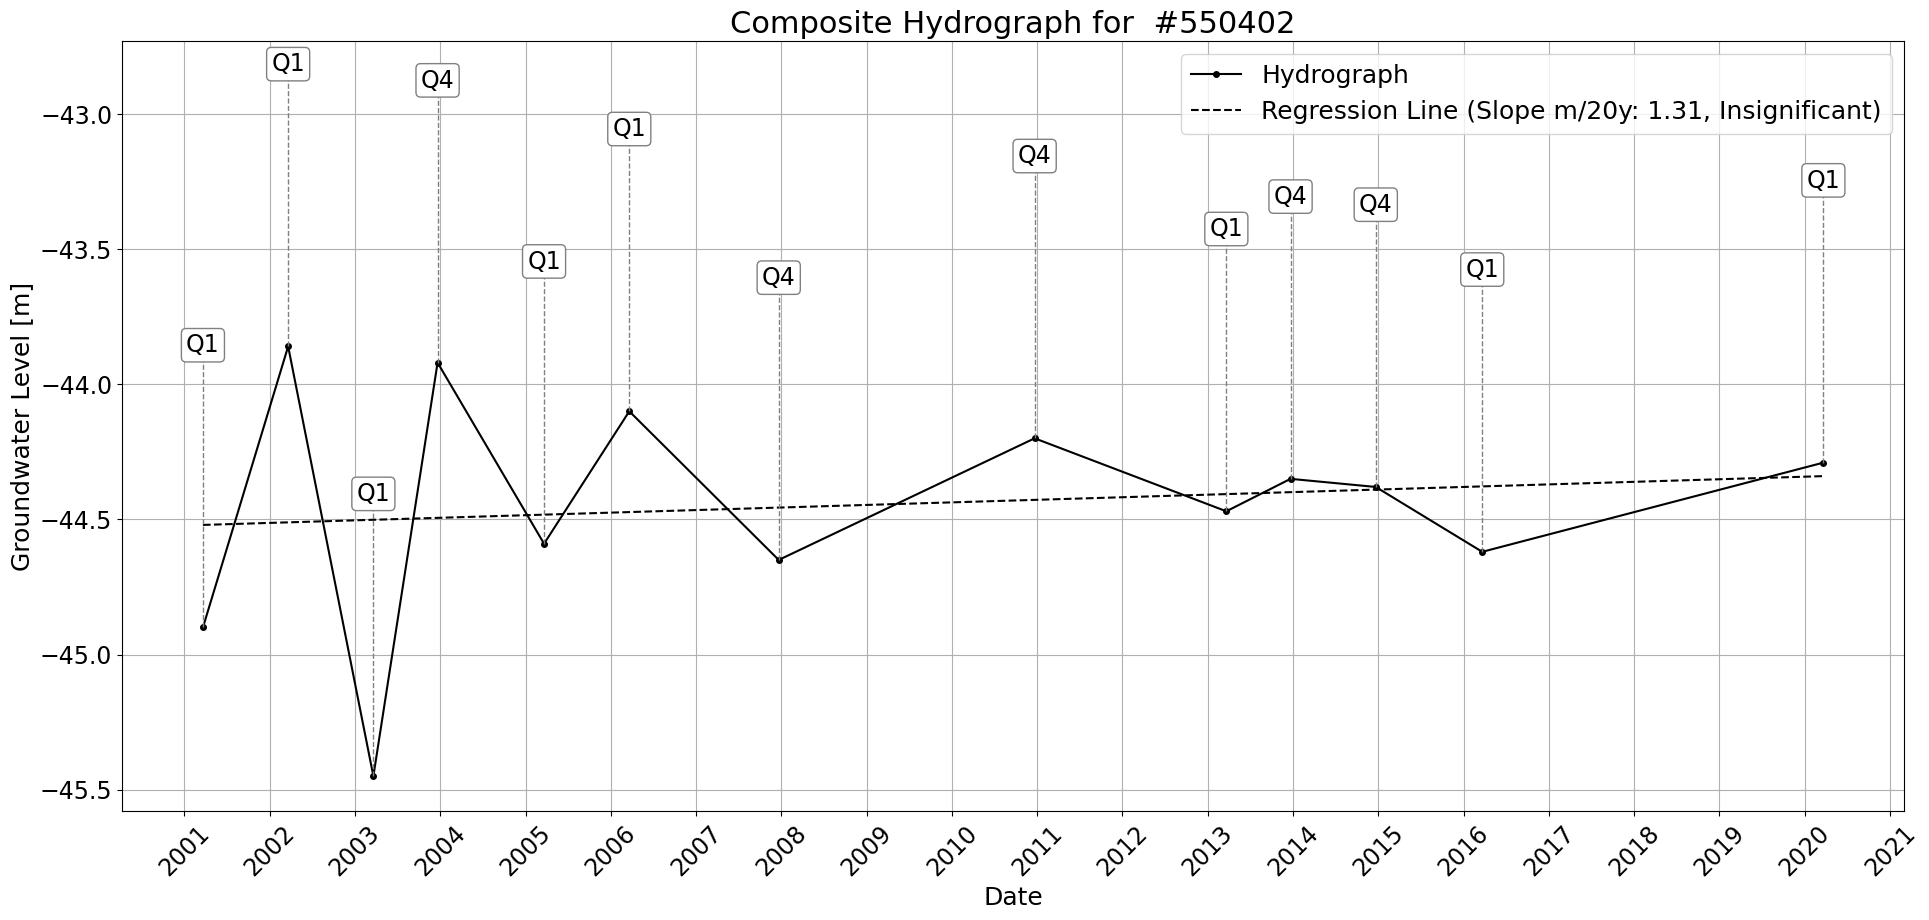 Composite Hydrograph for  #550402
Hydrograph
Regression Line (Slope m/20y: 1.31, Insignificant)
Groundwater Level [m]
−43.0
−43.5
−44.0
−44.5
−45.0
−45.5
Q1
Q1
Q1
Q4
Q1
Q1
Q4
Q4
Q1
Q4
Q4
Q1
Q1
2001
2002
2003
2004
2005
2006
2007
2008
2009
2010
2011
2012
2013
2014
2015
2016
2017
2018
2019
2020
2021
Date